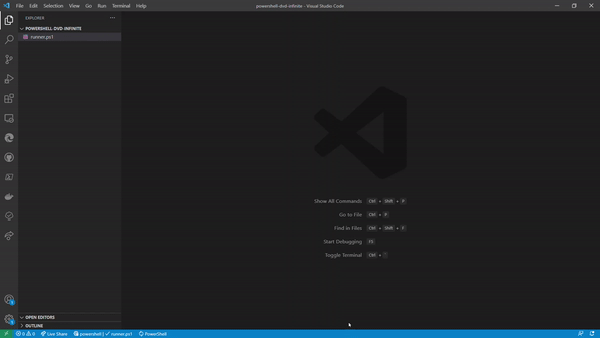 File Edit Selection View Go Run Terminal Help
powershell-dvd-infinite - Visual Studio Code
EXPLORER
POWERSHELL-DVD-INFINITE
runner.ps1
Show All Commands Ctrl + Shift + P
Go to File Ctrl + P
Find in Files Ctrl + Shift + F
Start Debugging F5
Toggle Terminal Ctrl + `
OPEN EDITORS
OUTLINE
0 0 Live Share powershell | ✓ runner.ps1 PowerShell